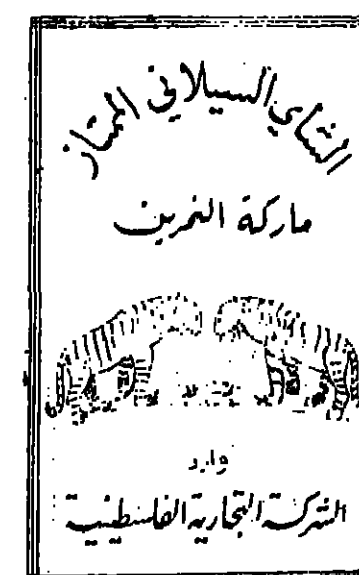 الشاي السيلاني الممتاز
ماركة النمرين
وارد
الشركة التجارية الفلسطينية